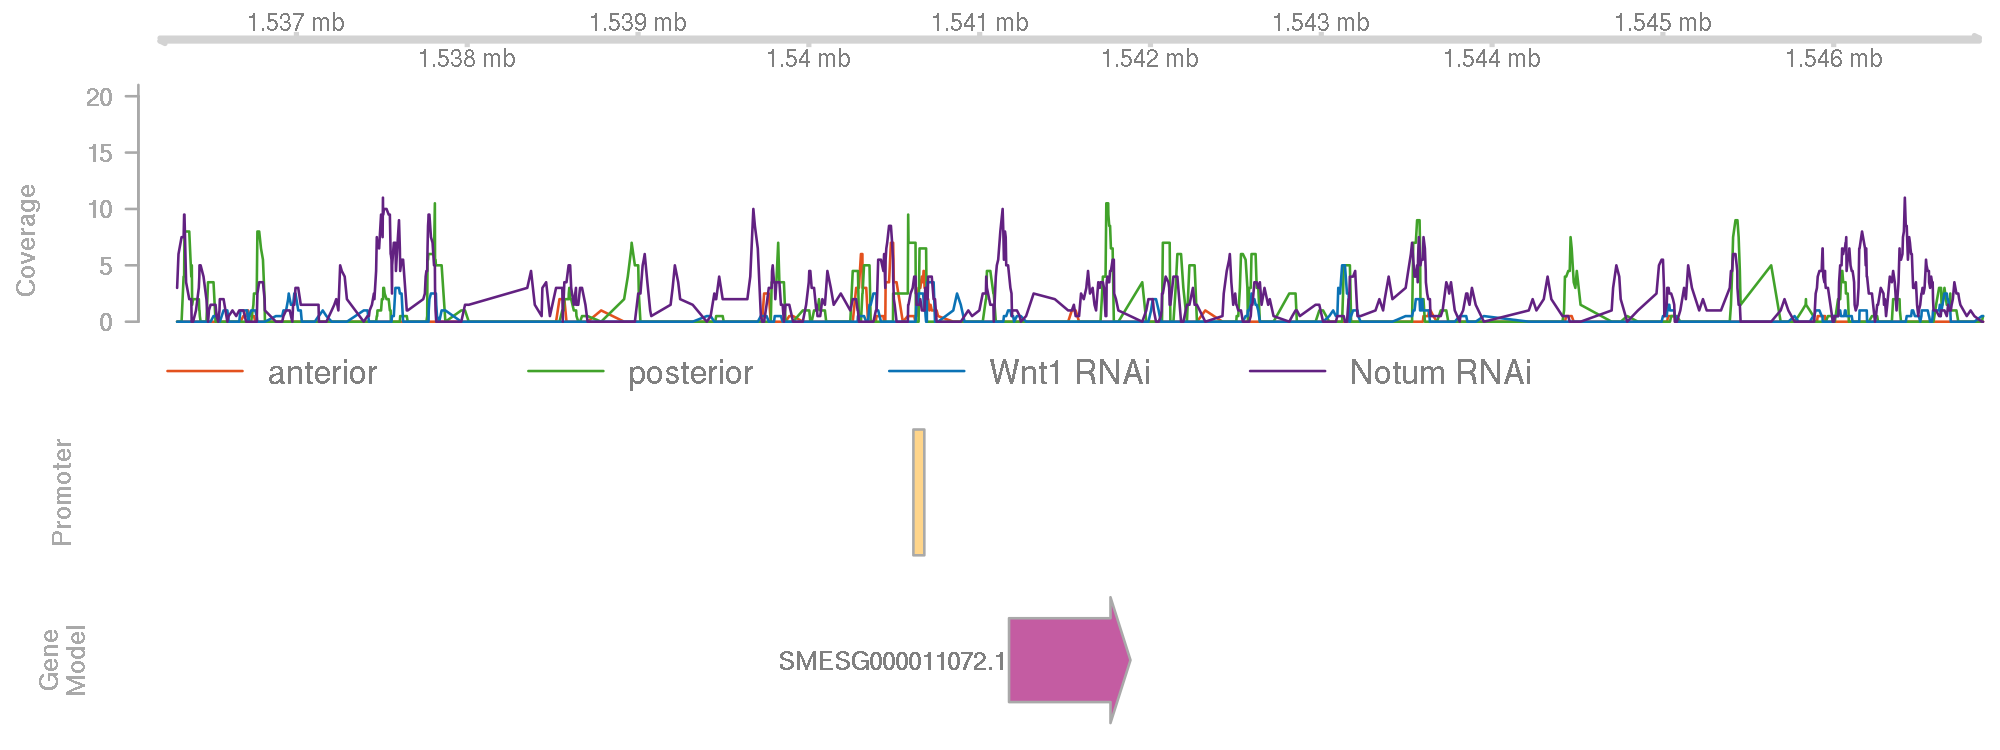 1.537 mb 1.539 mb 1.541 mb 1.543 mb 1.545 mb
1.538 mb 1.54 mb 1.542 mb 1.544 mb 1.546 mb
Coverage
20
15
10
5
0
anterior posterior Wnt1 RNAi Notum RNAi
Promoter
Gene
Model
SMESG000011072.1